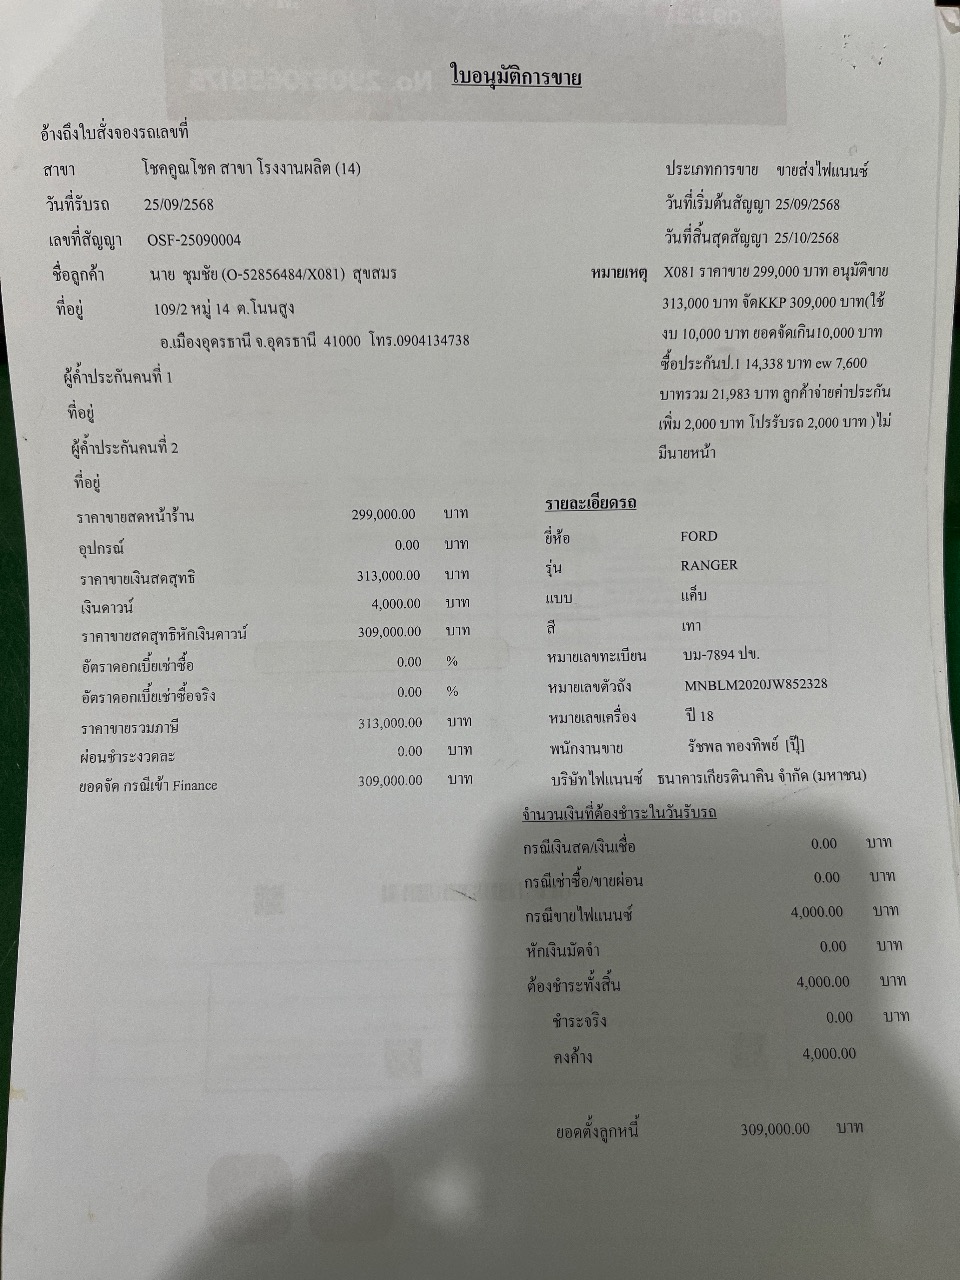 ใบอนุมัติการขาย
อ้างถึงใบสั่งจองรถเลขที่
สาขา โชคคูณโชค สาขา โรงงานผลิต (14)
ประเภทการขาย ขายส่งไฟแนนซ์
วันที่รับรถ 25/09/2568
วันที่เริ่มต้นสัญญา 25/09/2568
เลขที่สัญญา OSF-25090004
วันที่สิ้นสุดสัญญา 25/10/2568
ชื่อลูกค้า นาย ชุมชัย (O-52856484/X081) สุขสมร
ที่อยู่ 109/2 หมู่ 14 ต.โนนสูง
อ.เมืองอุดรธานี จ.อุดรธานี 41000 โทร.0904134738
ผู้ค้ำประกันคนที่ 1
ที่อยู่
ผู้ค้ำประกันคนที่ 2
ที่อยู่
หมายเหตุ X081 ราคาขาย 299,000 บาท อนุมัติขาย
313,000 บาท จัดKKP 309,000 บาท(ใช้
งบ 10,000 บาท ยอดจัดเกิน10,000 บาท
ซื้อประกันป.1 14,338 บาท ew 7,600
บาทรวม 21,983 บาท ลูกค้าจ่ายค่าประกัน
เพิ่ม 2,000 บาท โปรรับรถ 2,000 บาท )ไม่
มีนายหน้า
ราคาขายสดหน้าร้าน 299,000.00 บาท
อุปกรณ์ 0.00 บาท
ราคาขายเงินสดสุทธิ 313,000.00 บาท
เงินดาวน์ 4,000.00 บาท
ราคาขายสดสุทธิหักเงินดาวน์ 309,000.00 บาท
อัตราดอกเบี้ยเช่าซื้อ 0.00 %
อัตราดอกเบี้ยเช่าซื้อจริง 0.00 %
ราคาขายรวมภาษี 313,000.00 บาท
ผ่อนชำระงวดละ 0.00 บาท
ยอดจัด กรณีเข้า Finance 309,000.00 บาท
รายละเอียดรถ
ยี่ห้อ FORD
รุ่น RANGER
แบบ แค็บ
สี เทา
หมายเลขทะเบียน บม-7894 ปข.
หมายเลขตัวถัง MNBLM2020JW852328
หมายเลขเครื่อง ปี 18
พนักงานขาย รัชพล ทองทิพย์ [ปุ๊]
บริษัทไฟแนนซ์ ธนาคารเกียรตินาคิน จำกัด (มหาชน)
จำนวนเงินที่ต้องชำระในวันรับรถ
กรณีเงินสด/เงินเชื่อ 0.00 บาท
กรณีเช่าซื้อ/ขายผ่อน 0.00 บาท
กรณีขายไฟแนนซ์ 4,000.00 บาท
หักเงินมัดจำ 0.00 บาท
ต้องชำระทั้งสิ้น 4,000.00 บาท
ชำระจริง 0.00 บาท
คงค้าง 4,000.00
ยอดตั้งลูกหนี้ 309,000.00 บาท